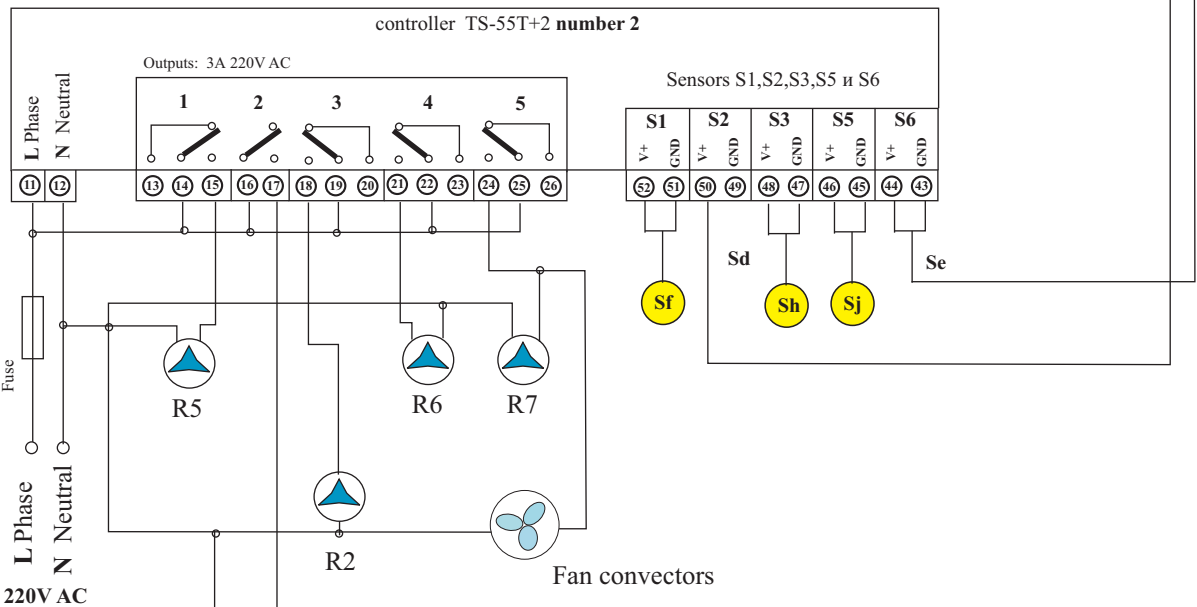 controller TS-55T+2 number 2
Outputs: 3A 220V AC
Sensors S1,S2,S3,S5 и S6
L Phase
N Neutral
1 2 3 4 5
S1 S2 S3 S5 S6
V+ GND V+ GND V+ GND V+ GND V+ GND
11 12 13 14 15 16 17 18 19 20 21 22 23 24 25 26 52 51 50 49 48 47 46 45 44 43
Sd Se
Sf Sh Sj
Fuse
R5 R6 R7
L Phase
N Neutral
R2
Fan convectors
220V AC